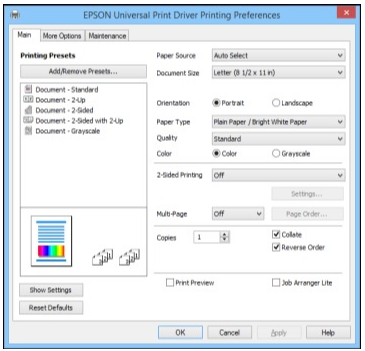 EPSON Universal Print Driver Printing Preferences
Main
More Options
Maintenance
Printing Presets
Add/Remove Presets...
Document - Standard
Document - 2-Up
Document - 2-Sided
Document - 2-Sided with 2-Up
Document - Grayscale
Show Settings
Reset Defaults
Paper Source
Auto Select
Document Size
Letter (8 1/2 x 11 in)
Orientation
Portrait
Landscape
Paper Type
Plain Paper / Bright White Paper
Quality
Standard
Color
Color
Grayscale
2-Sided Printing
Off
Settings...
Multi-Page
Off
Page Order...
Copies
1
Collate
Reverse Order
Print Preview
Job Arranger Lite
OK
Cancel
Apply
Help